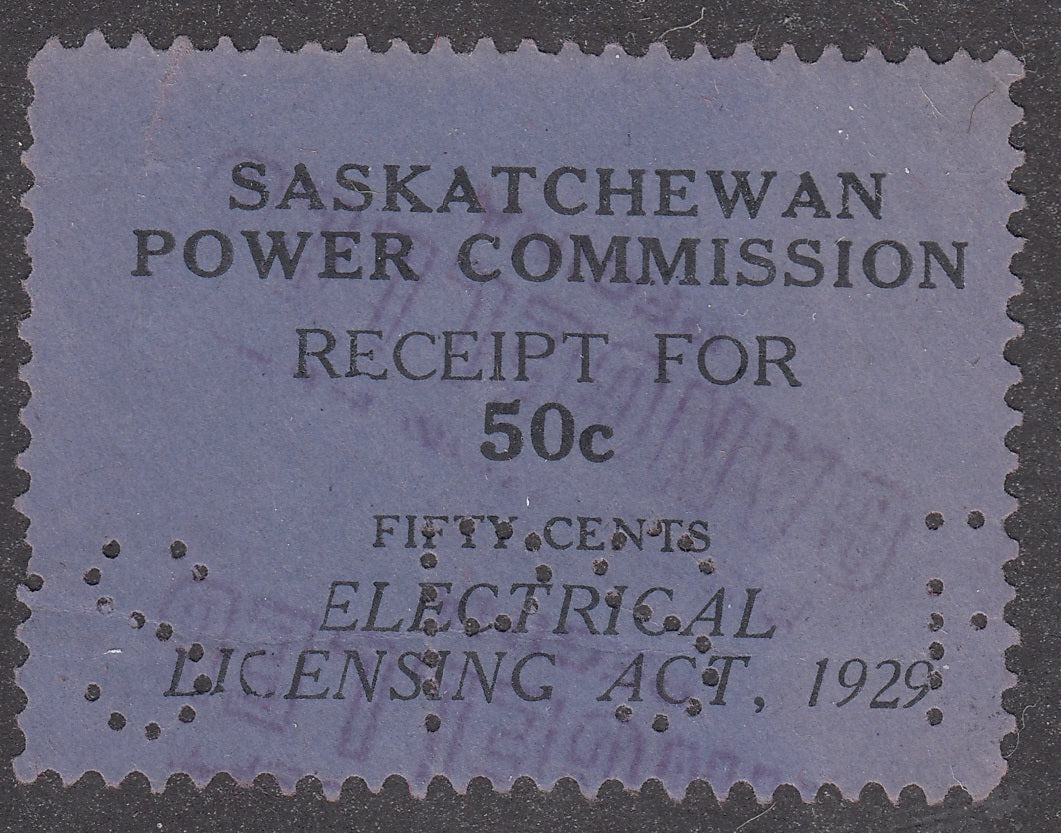 SASKATCHEWAN
POWER COMMISSION
RECEIPT FOR
50c
FIFTY CENTS
ELECTRICAL
LICENSING ACT, 1929